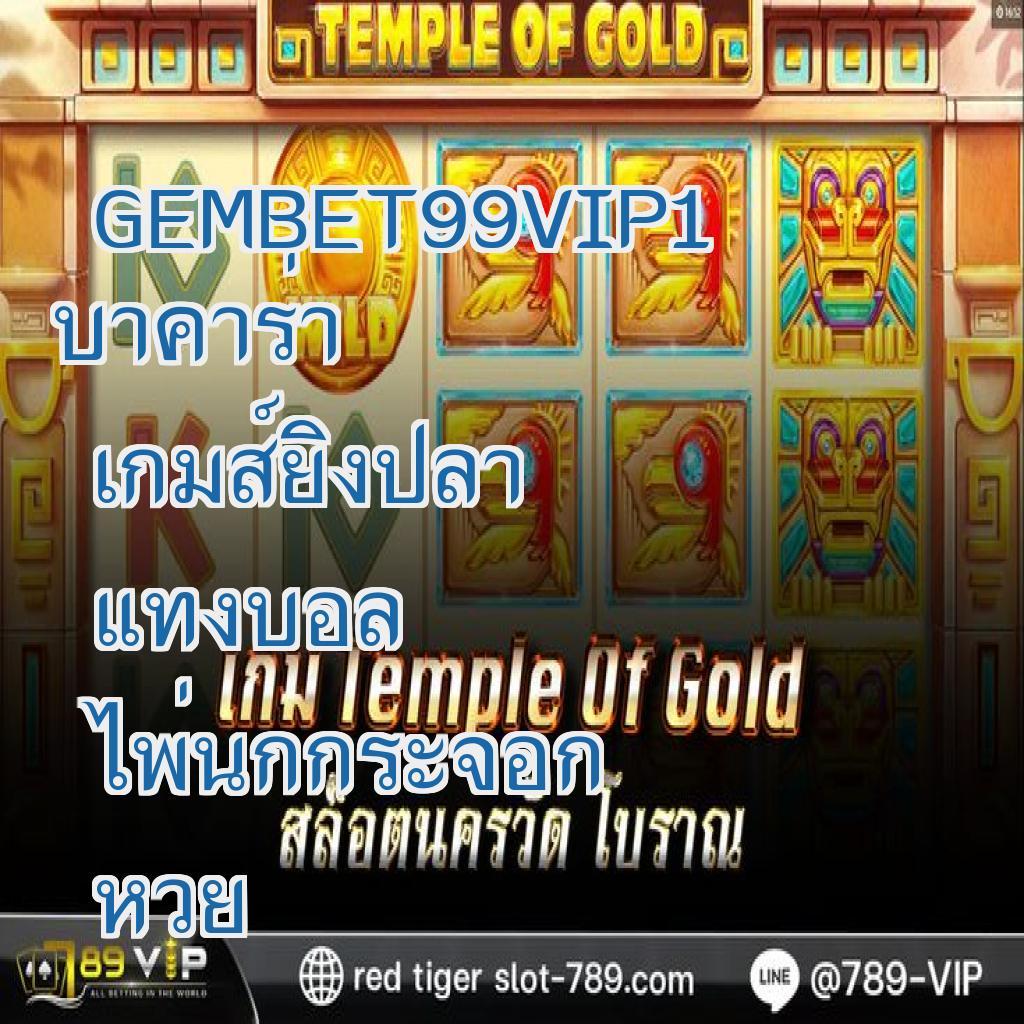 TEMPLE OF GOLD
GEMBET99VIP1
บาคาร่า
WILD
เกมส์ยิงปลา
K
แทงบอล
เกม Temple Of Gold
ไพ่นกกระจอก
สล็อตนครวัด โบราณ
หวย
789 VIP
ALL BETTING IN THE WORLD
red tiger slot-789.com
LINE @789-VIP